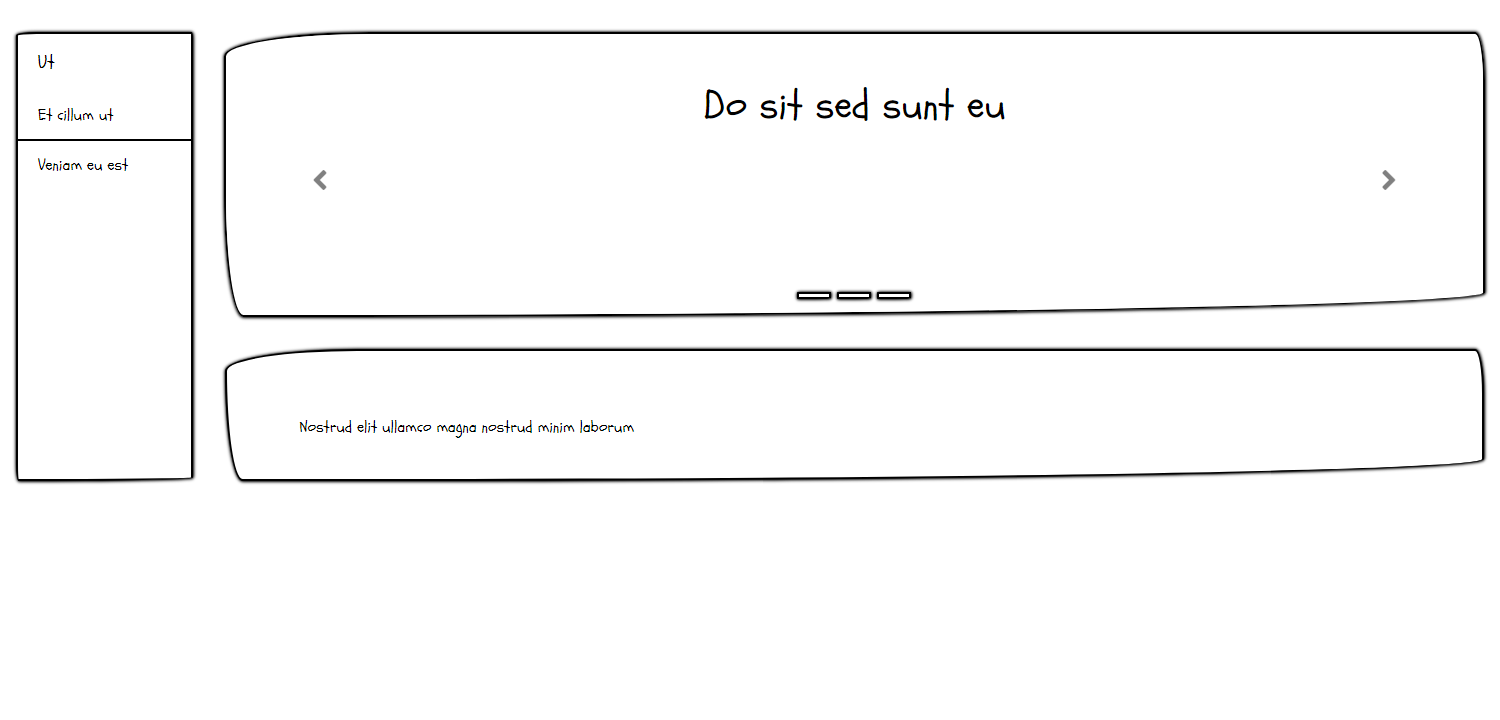 Ut
Et cillum ut
Veniam eu est
Do sit sed sunt eu
Nostrud elit ullamco magna nostrud minim laborum